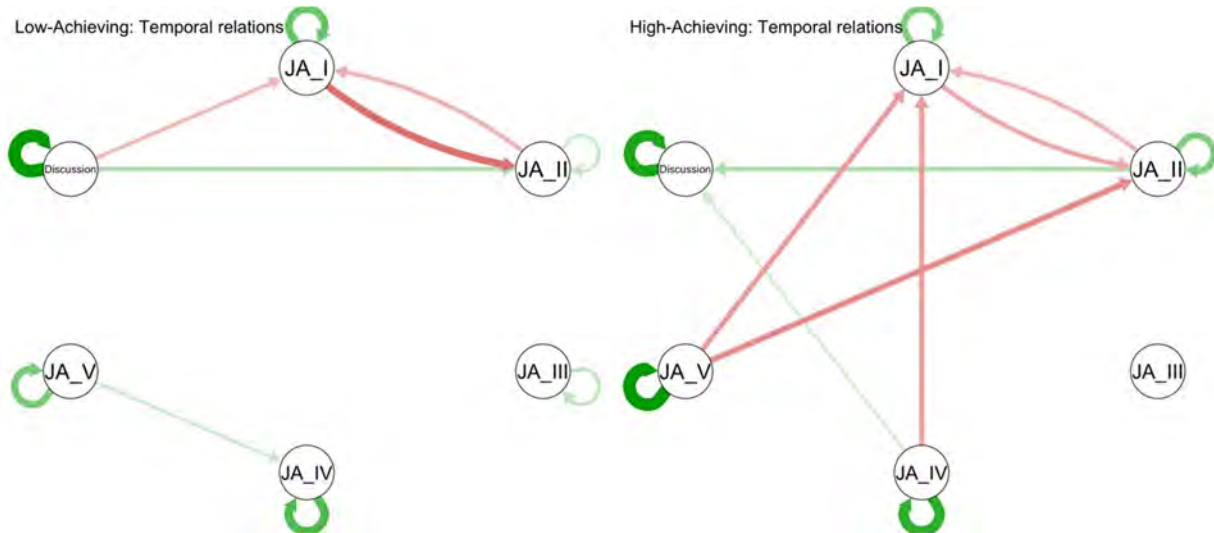 Low-Achieving: Temporal relations
JA_I
Discussion
JA_II
JA_V
JA_III
JA_IV
High-Achieving: Temporal relations
JA_I
Discussion
JA_II
JA_V
JA_III
JA_IV